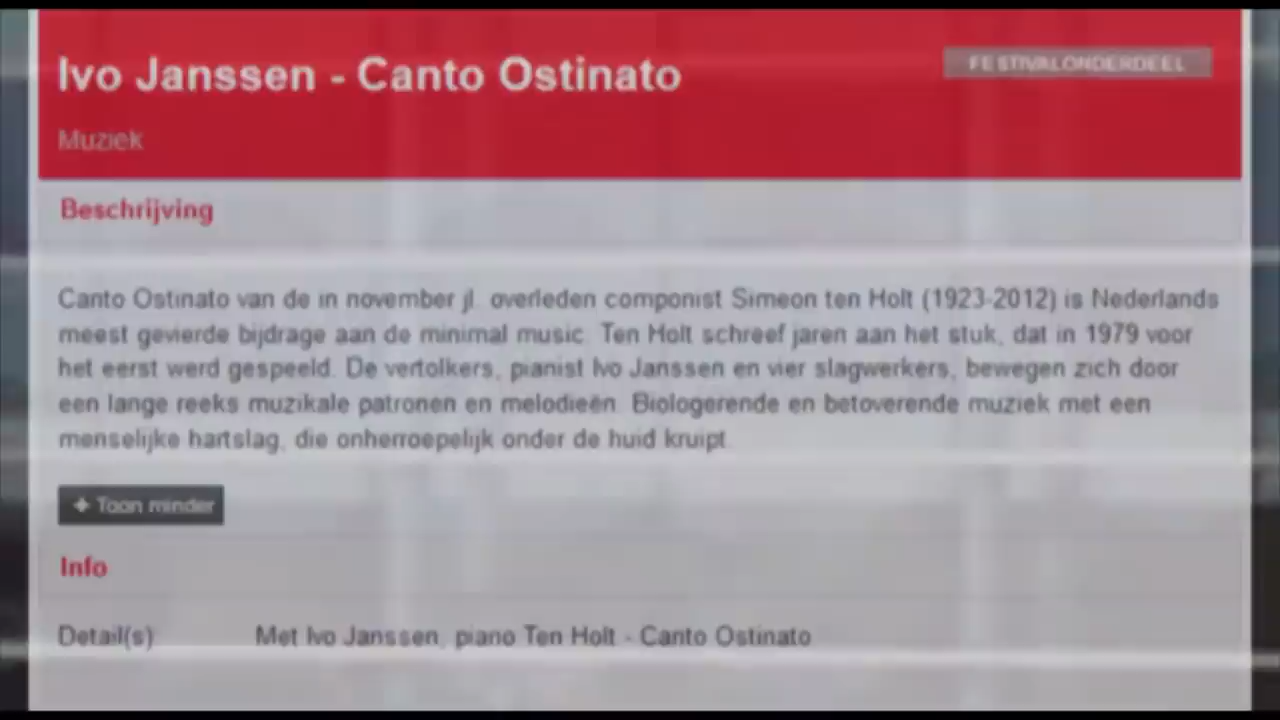 Ivo Janssen - Canto Ostinato
FESTIVALONDERDEEL
Muziek
Beschrijving
Canto Ostinato van de in november jl. overleden componist Simeon ten Holt (1923-2012) is Nederlands
meest gevierde bijdrage aan de minimal music. Ten Holt schreef jaren aan het stuk, dat in 1979 voor
het eerst werd gespeeld. De vertolkers, pianist Ivo Janssen en vier slagwerkers, bewegen zich door
een lange reeks muzikale patronen en melodieën. Biologerende en betoverende muziek met een
menselijke hartslag, die onherroepelijk onder de huid kruipt.
+ Toon minder
Info
Detail(s) Met Ivo Janssen, piano Ten Holt - Canto Ostinato